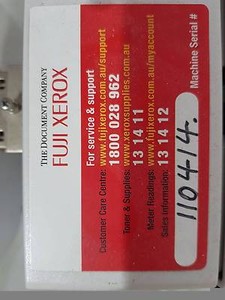 THE DOCUMENT COMPANY
FUJI XEROX
For service & support
Customer Care Centre: www.fujixerox.com.au/support
1800 028 962
Toner & Supplies: www.xeroxsupplies.com.au
13 14 12
Meter Readings: www.fujixerox.com.au/myaccount
Sales Information: 13 14 12
Machine Serial #
110414.